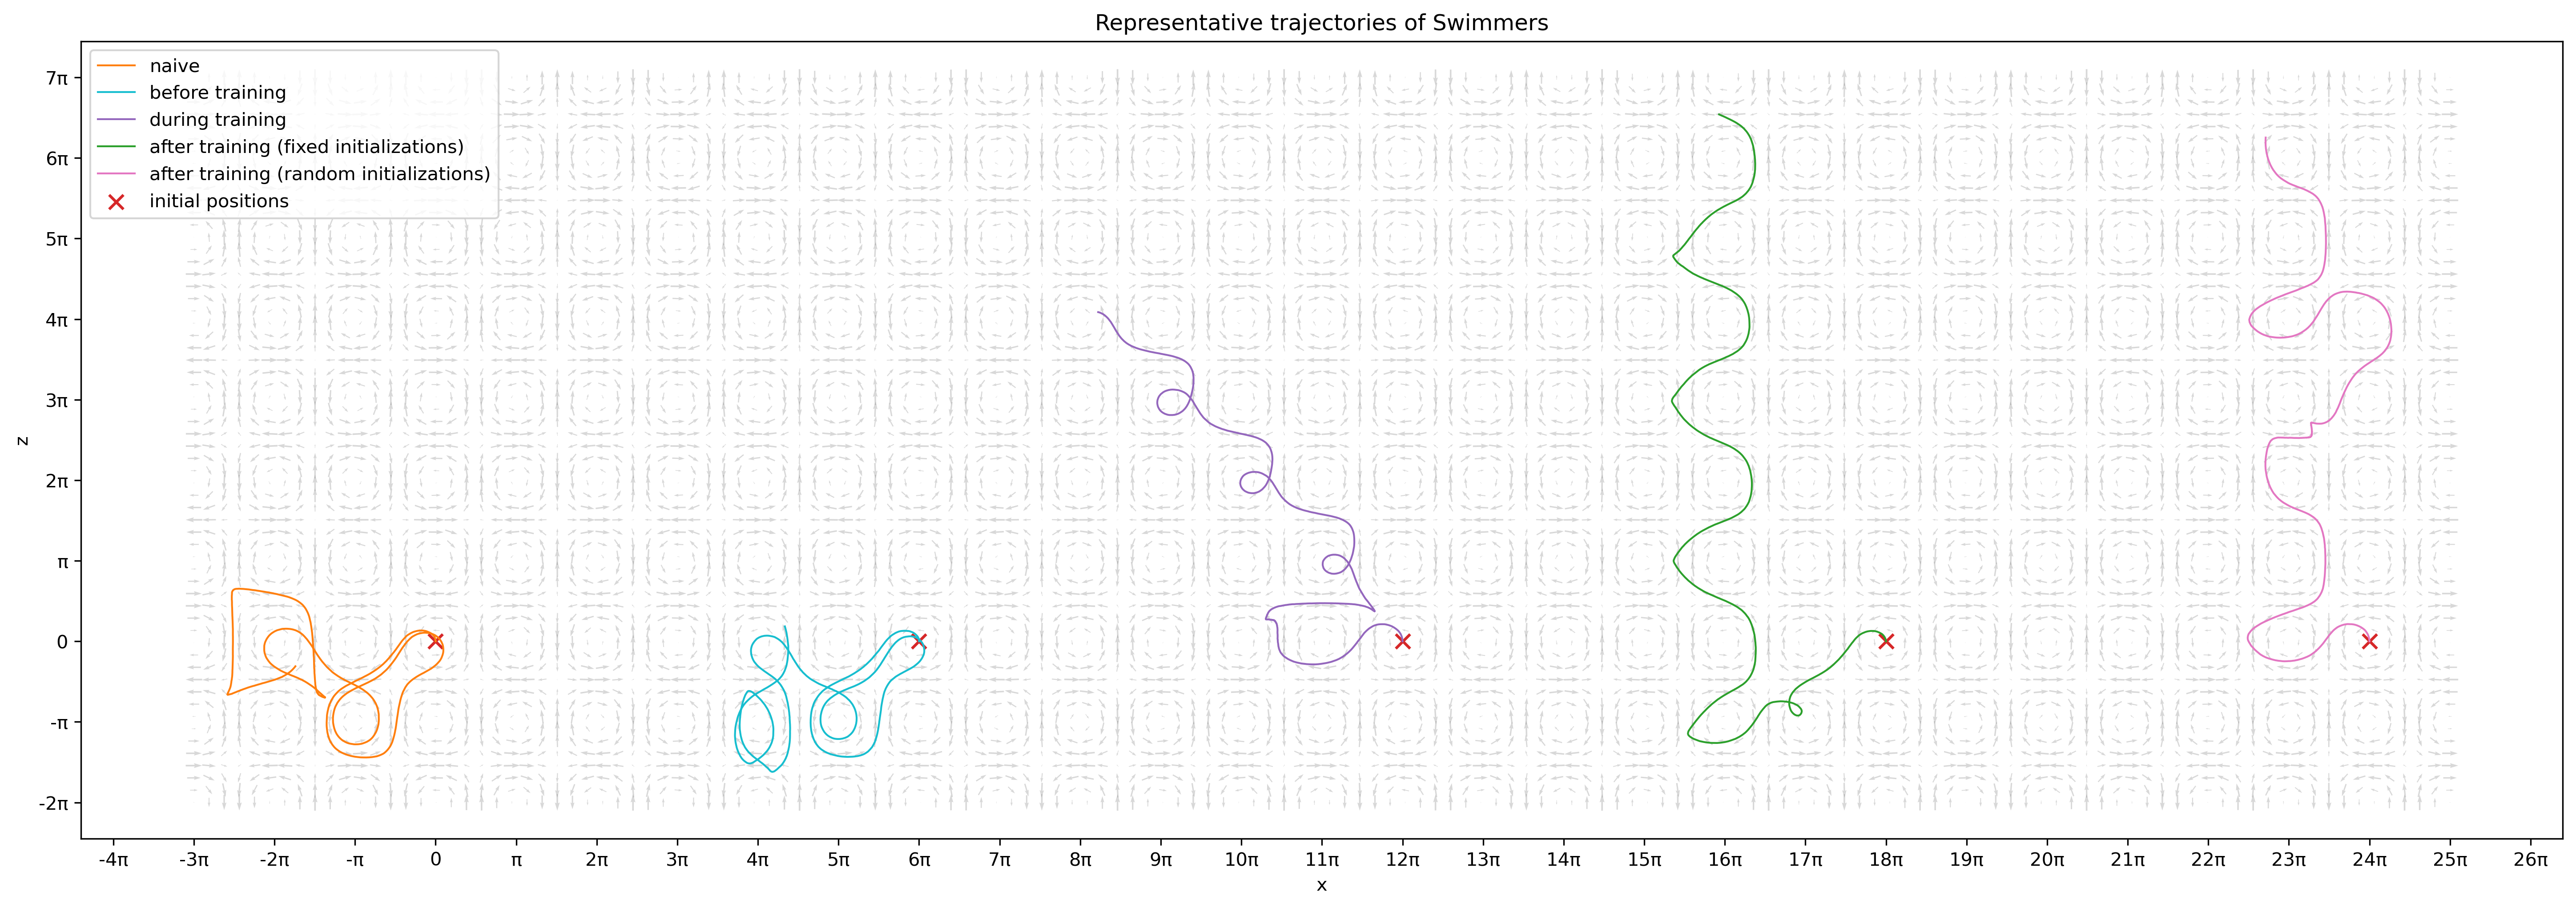 Representative trajectories of Swimmers
naive
before training
during training
after training (fixed initializations)
after training (random initializations)
initial positions
7π
6π
5π
4π
3π
2π
π
0
-π
-2π
z
-4π -3π -2π -π 0 π 2π 3π 4π 5π 6π 7π 8π 9π 10π 11π 12π 13π 14π 15π 16π 17π 18π 19π 20π 21π 22π 23π 24π 25π 26π
x